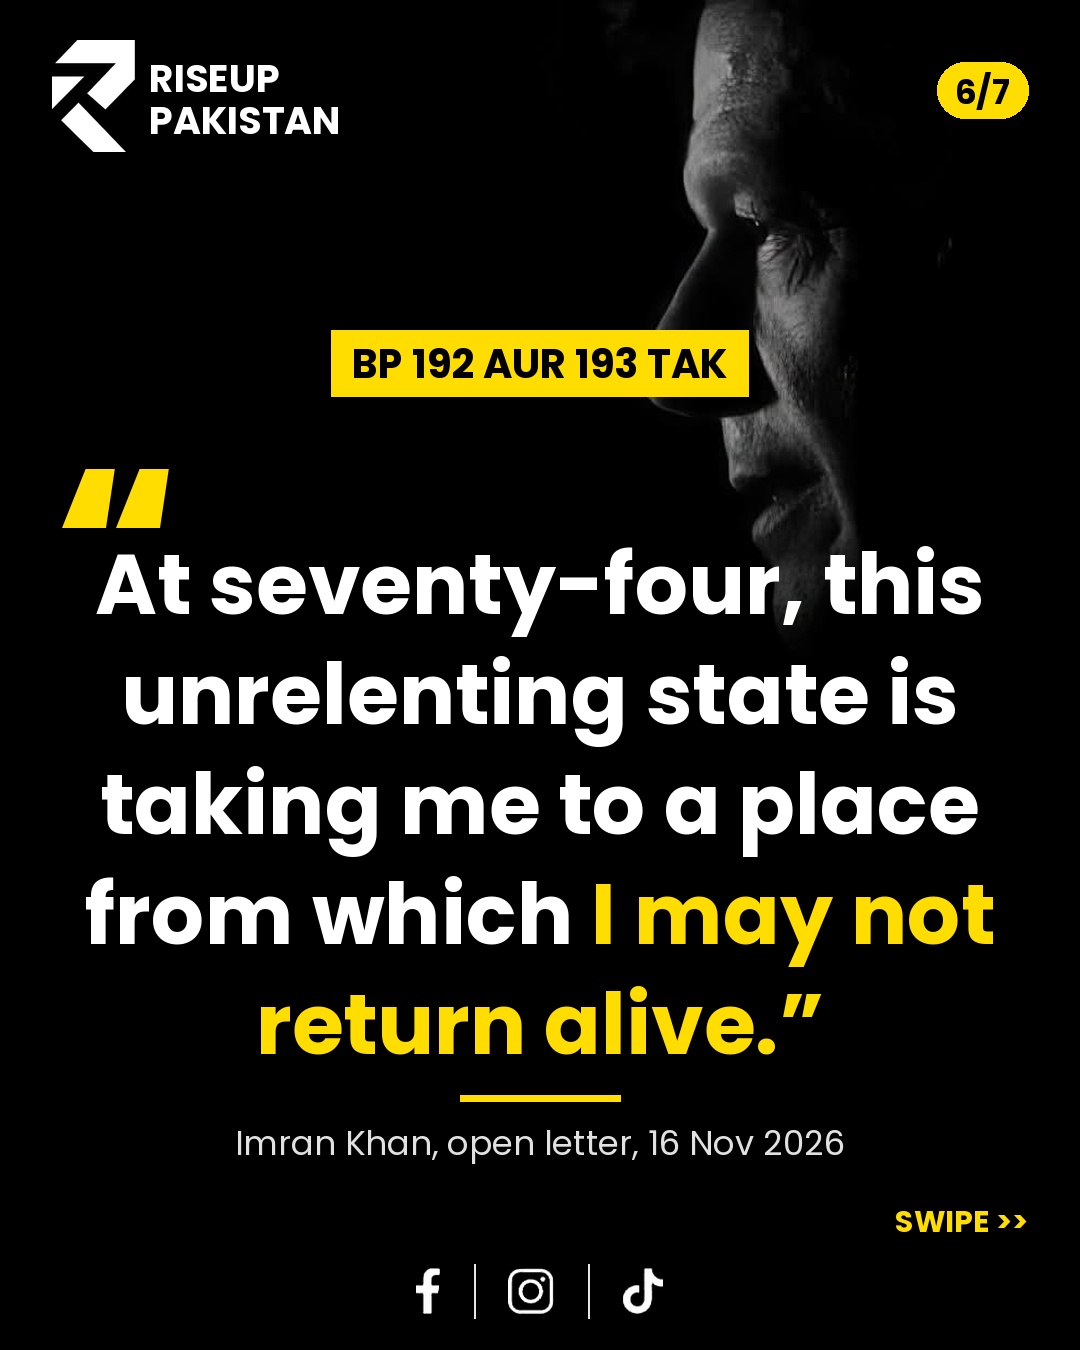 RISEUP
PAKISTAN
6/7
BP 192 AUR 193 TAK
“At seventy-four, this
unrelenting state is
taking me to a place
from which I may not
return alive.”
Imran Khan, open letter, 16 Nov 2026
SWIPE >>